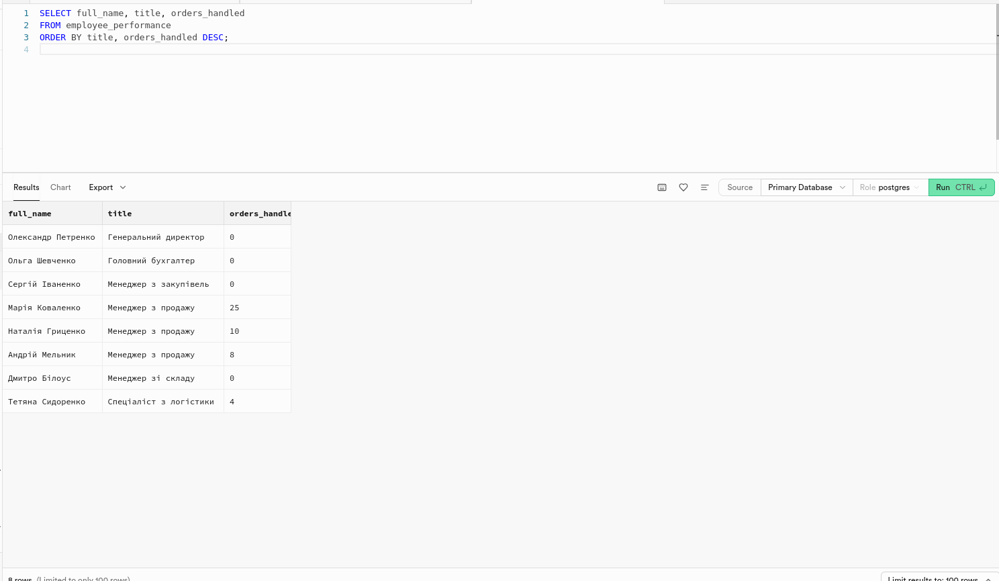 1 SELECT full_name, title, orders_handled
2 FROM employee_performance
3 ORDER BY title, orders_handled DESC;
4
Results Chart Export Source Primary Database Role postgres Run CTRL
full_name title orders_handle
Олександр Петренко Генеральний директор 0
Ольга Шевченко Головний бухгалтер 0
Сергій Іваненко Менеджер з закупівель 0
Марія Коваленко Менеджер з продажу 25
Наталія Гриценко Менеджер з продажу 10
Андрій Мельник Менеджер з продажу 8
Дмитро Білоус Менеджер зі складу 0
Тетяна Сидоренко Спеціаліст з логістики 4
8 rows (Limited to only 100 rows) Limit results to: 100 rows